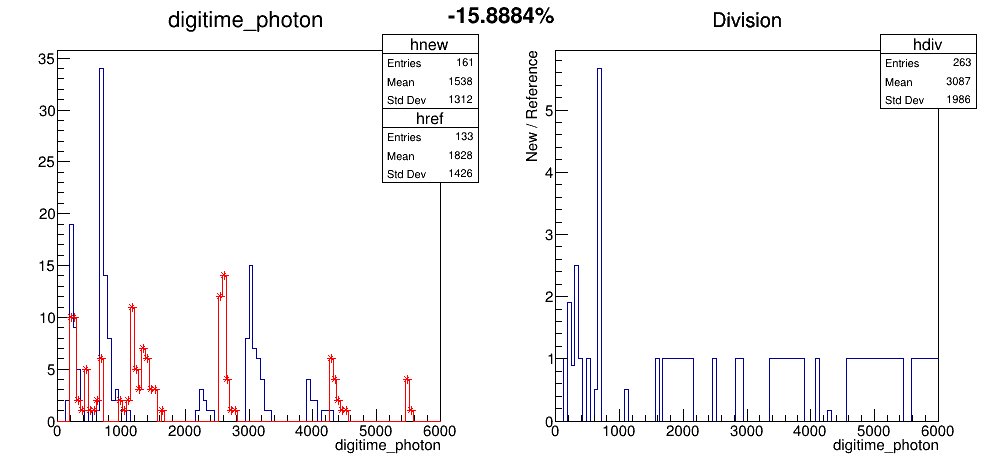 -15.8884%
digitime_photon
hnew
Entries 161
Mean 1538
Std Dev 1312
href
Entries 133
Mean 1828
Std Dev 1426
35
30
25
20
15
10
5
0
0 1000 2000 3000 4000 5000 6000
digitime_photon
Division
hdiv
Entries 263
Mean 3087
Std Dev 1986
New / Reference
5
4
3
2
1
0
0 1000 2000 3000 4000 5000 6000
digitime_photon